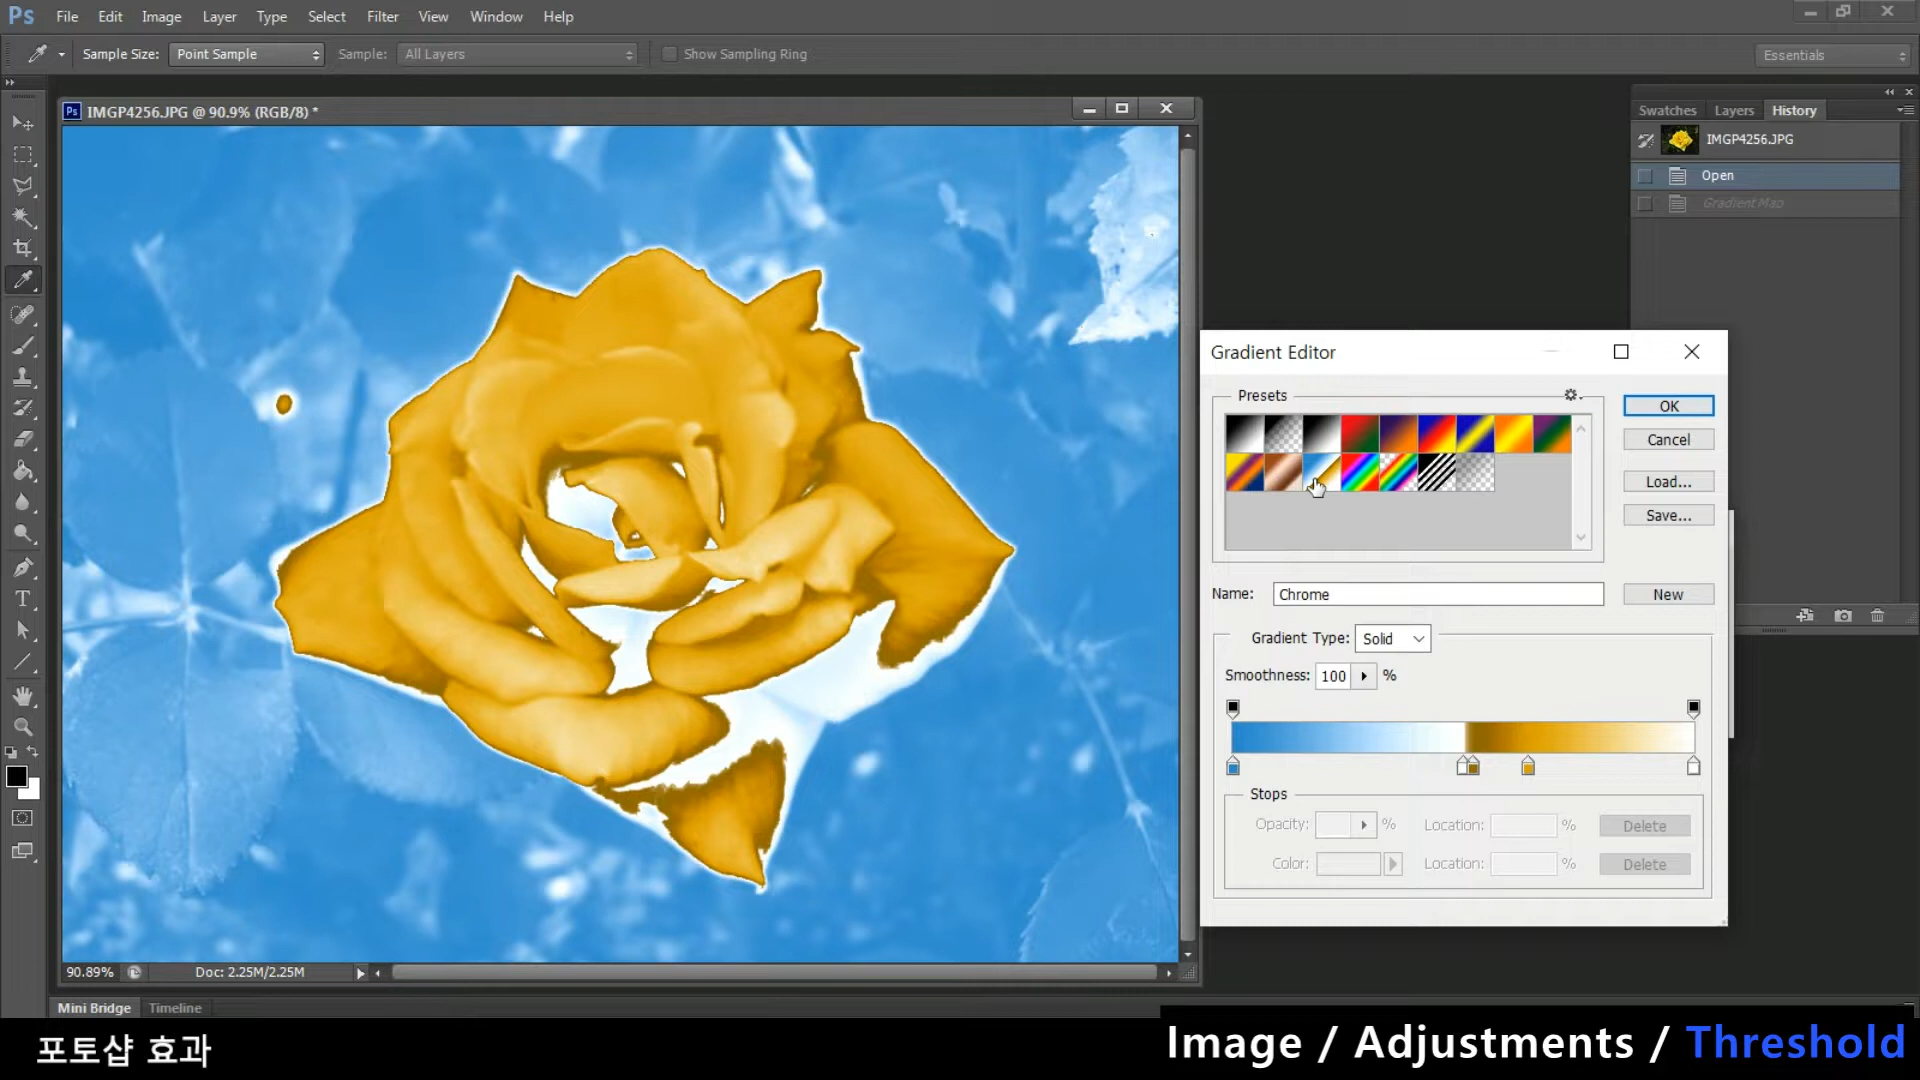 Ps File Edit Image Layer Type Select Filter View Window Help
Sample Size: Point Sample Sample: All Layers Show Sampling Ring Essentials
Ps IMGP4256.JPG @ 90.9% (RGB/8) *
Swatches Layers History
IMGP4256.JPG
Open
Gradient Map
Gradient Editor
Presets
OK
Cancel
Load...
Save...
Name: Chrome New
Gradient Type: Solid
Smoothness: 100 %
Stops
Opacity: % Location: % Delete
Color: Location: % Delete
T
90.89% Doc: 2.25M/2.25M
Mini Bridge Timeline
포토샵 효과
Image / Adjustments / Threshold